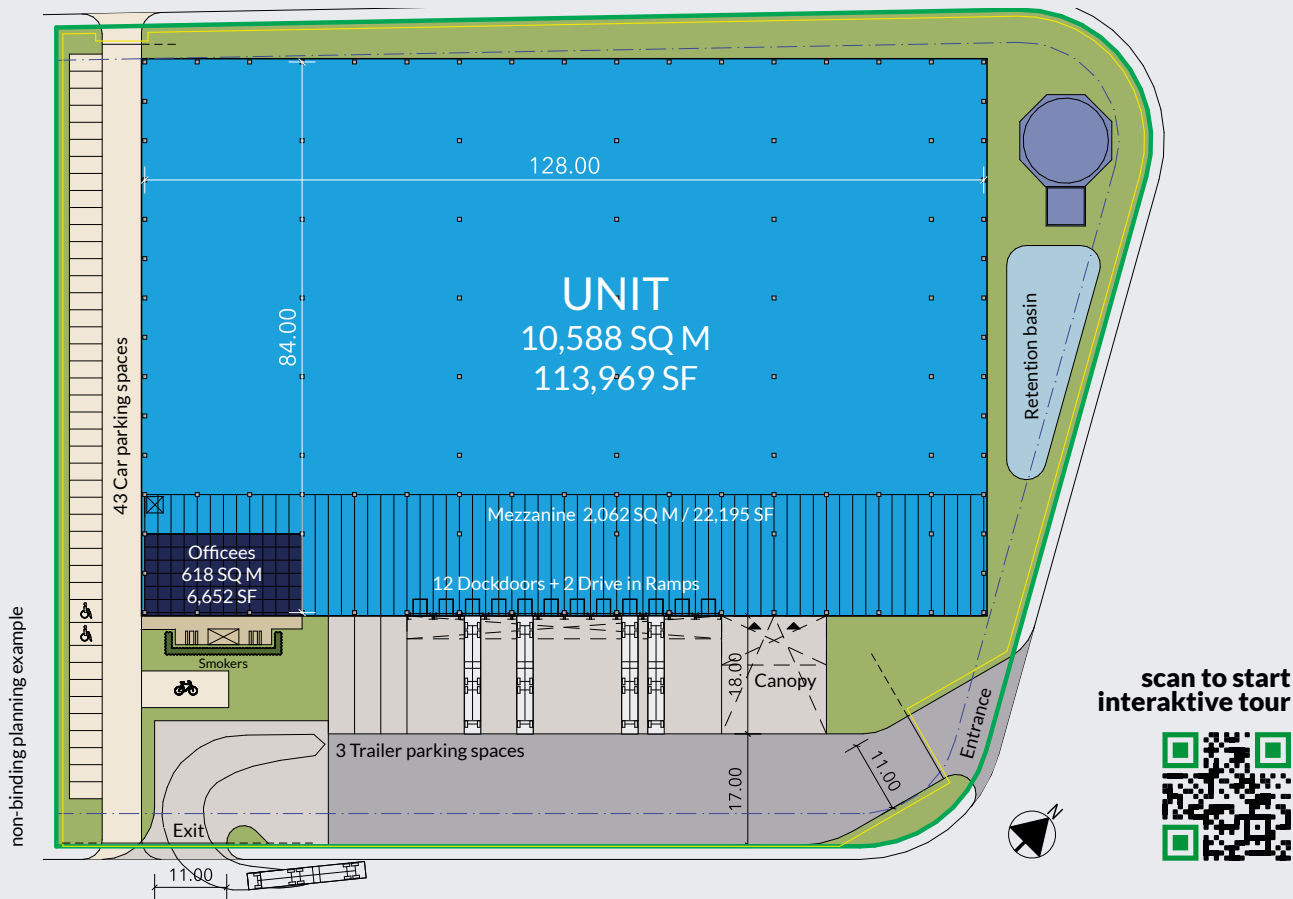 128.00
84.00
UNIT
10,588 SQ M
113,969 SF
43 Car parking spaces
Retention basin
Mezzanine 2,062 SQ M / 22,195 SF
Officees
618 SQ M
6,652 SF
12 Dockdoors + 2 Drive in Ramps
Smokers
18.00
Canopy
3 Trailer parking spaces
17.00
11.00
Entrance
Exit
11.00
N
non-binding planning example
scan to start
interaktive tour